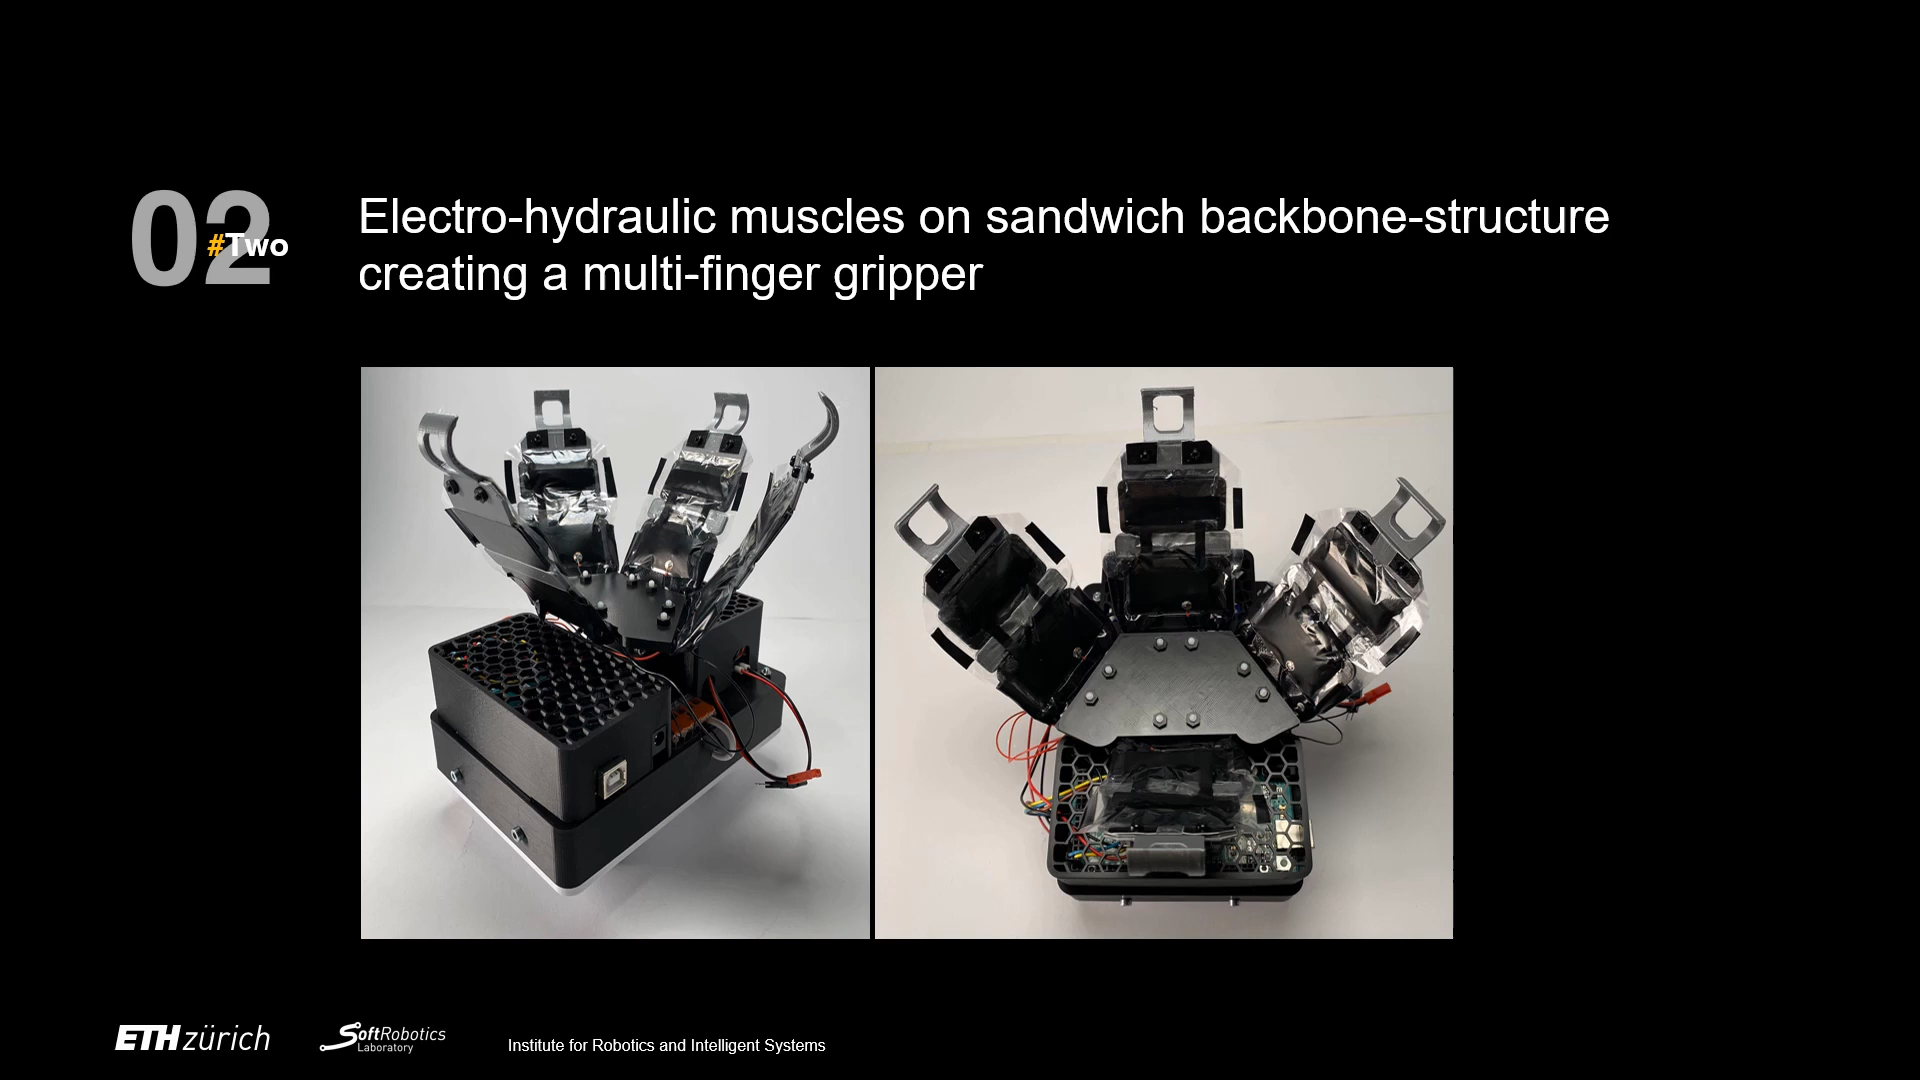 02
#Two
Electro-hydraulic muscles on sandwich backbone-structure
creating a multi-finger gripper
ETH zürich
SoftRobotics
Laboratory
Institute for Robotics and Intelligent Systems